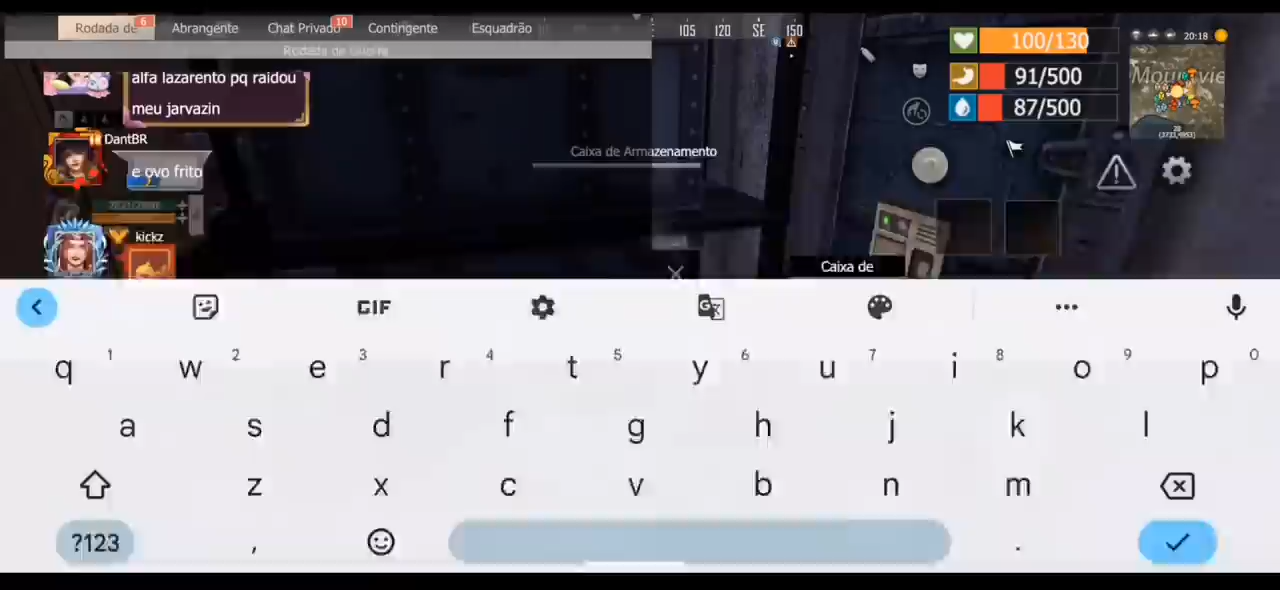 Rodada de
6
Abrangente
Chat Privado
10
Contingente
Esquadrão
105 120 SE 150
100/130
20:18
alfa lazarento pq raidou
meu jarvazin
91/500
87/500
DantBR
e ovo frito
Caixa de Armazenamento
kickz
Caixa de
GIF
q 1 w 2 e 3 r 4 t 5 y 6 u 7 i 8 o 9 p 0
a s d f g h j k l
z x c v b n m
?123 , .